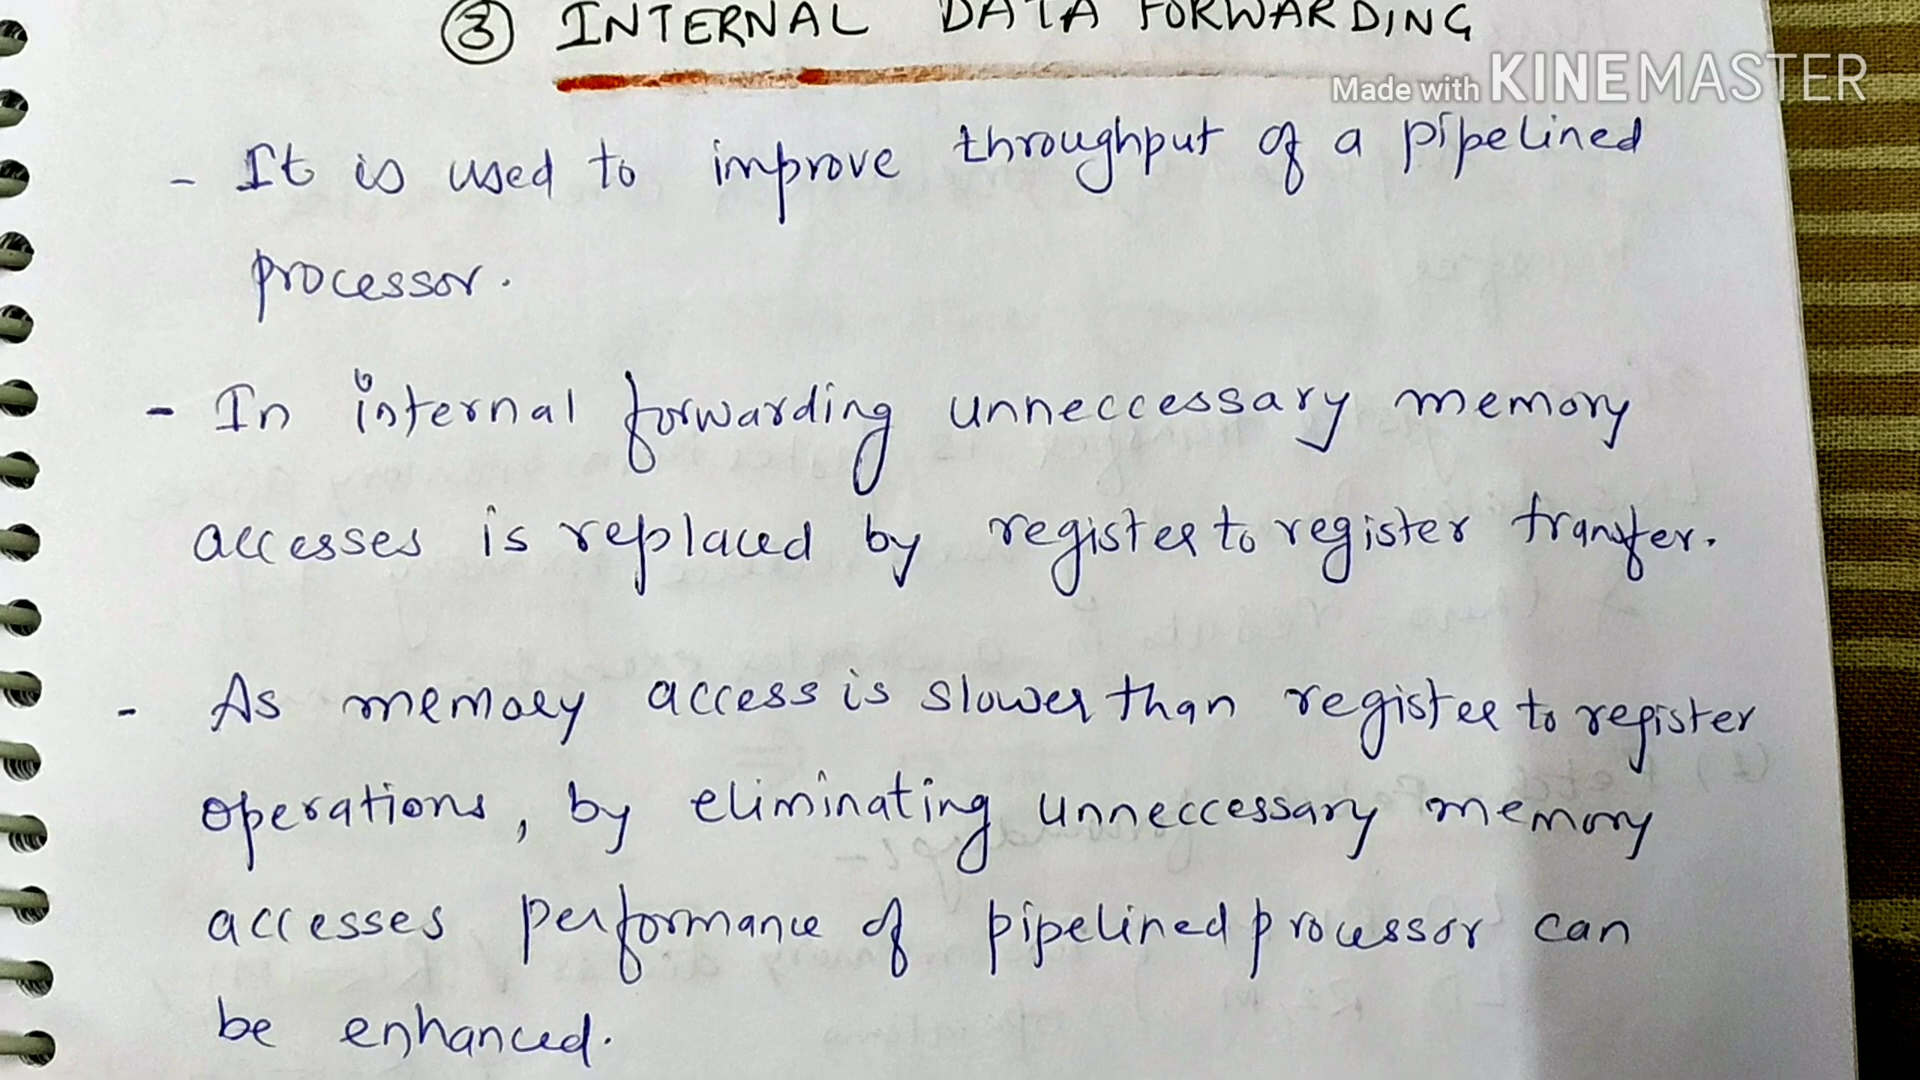 ③ INTERNAL DATA FORWARDING
Made with KINEMASTER
- It is used to improve throughput of a pipelined
processor.
- In internal forwarding unneccessary memory
accesses is replaced by register to register transfer.
- As memory access is slower than register to register
operations, by eliminating unneccessary memory
accesses performance of pipelined processor can
be enhanced.